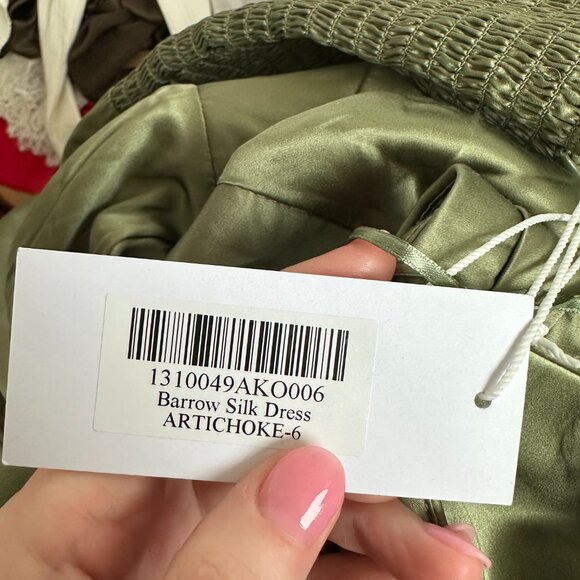 1310049AKO006
Barrow Silk Dress
ARTICHOKE-6